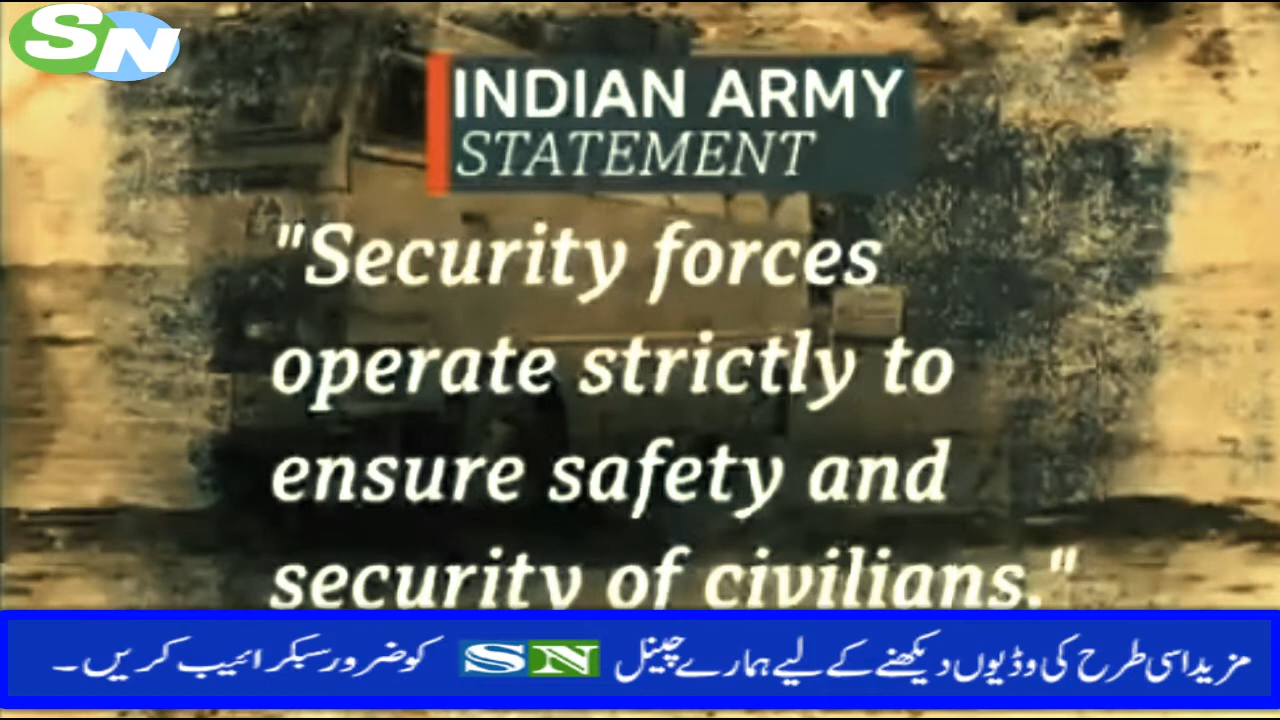 SN
INDIAN ARMY
STATEMENT
"Security forces
operate strictly to
ensure safety and
security of civilians."
مزید اسی طرح کی وڈیوں دیکھنے کے لیے ہمارے چینل SN کو ضرور سبکرائیب کریں ۔